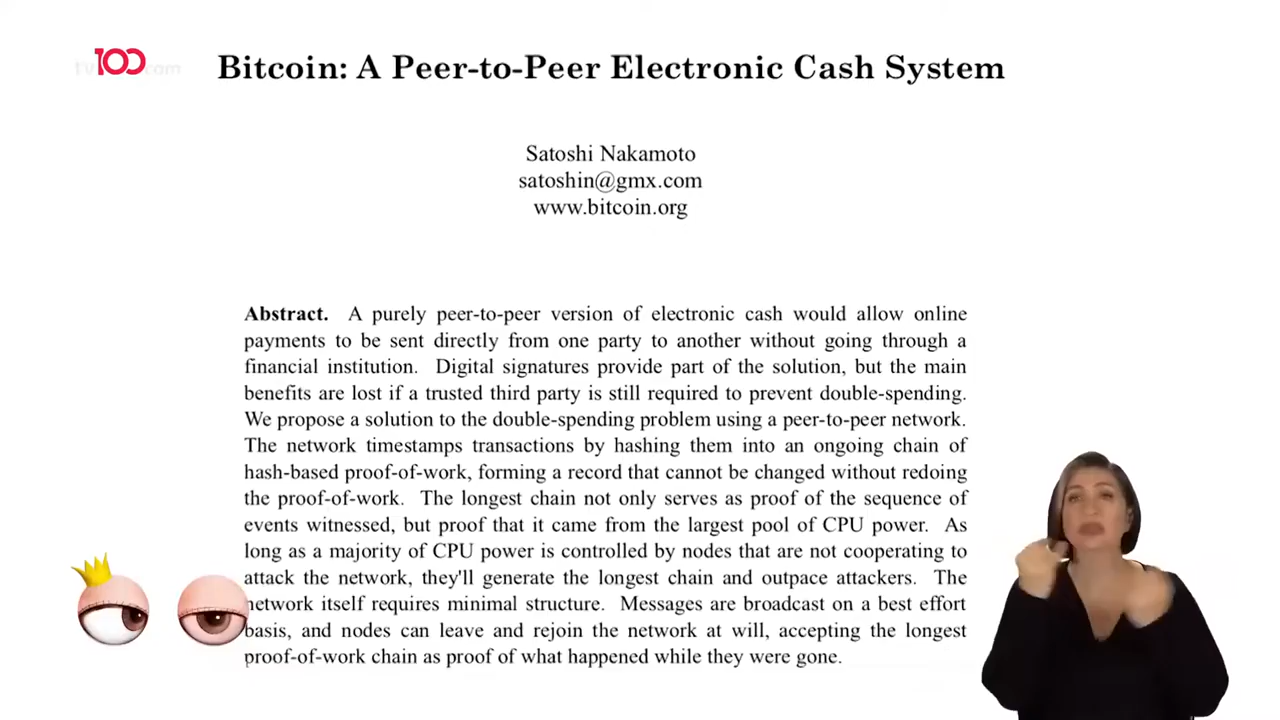 100
Bitcoin: A Peer-to-Peer Electronic Cash System
Satoshi Nakamoto
satoshin@gmx.com
www.bitcoin.org
Abstract. A purely peer-to-peer version of electronic cash would allow online
payments to be sent directly from one party to another without going through a
financial institution. Digital signatures provide part of the solution, but the main
benefits are lost if a trusted third party is still required to prevent double-spending.
We propose a solution to the double-spending problem using a peer-to-peer network.
The network timestamps transactions by hashing them into an ongoing chain of
hash-based proof-of-work, forming a record that cannot be changed without redoing
the proof-of-work. The longest chain not only serves as proof of the sequence of
events witnessed, but proof that it came from the largest pool of CPU power. As
long as a majority of CPU power is controlled by nodes that are not cooperating to
attack the network, they'll generate the longest chain and outpace attackers. The
network itself requires minimal structure. Messages are broadcast on a best effort
basis, and nodes can leave and rejoin the network at will, accepting the longest
proof-of-work chain as proof of what happened while they were gone.